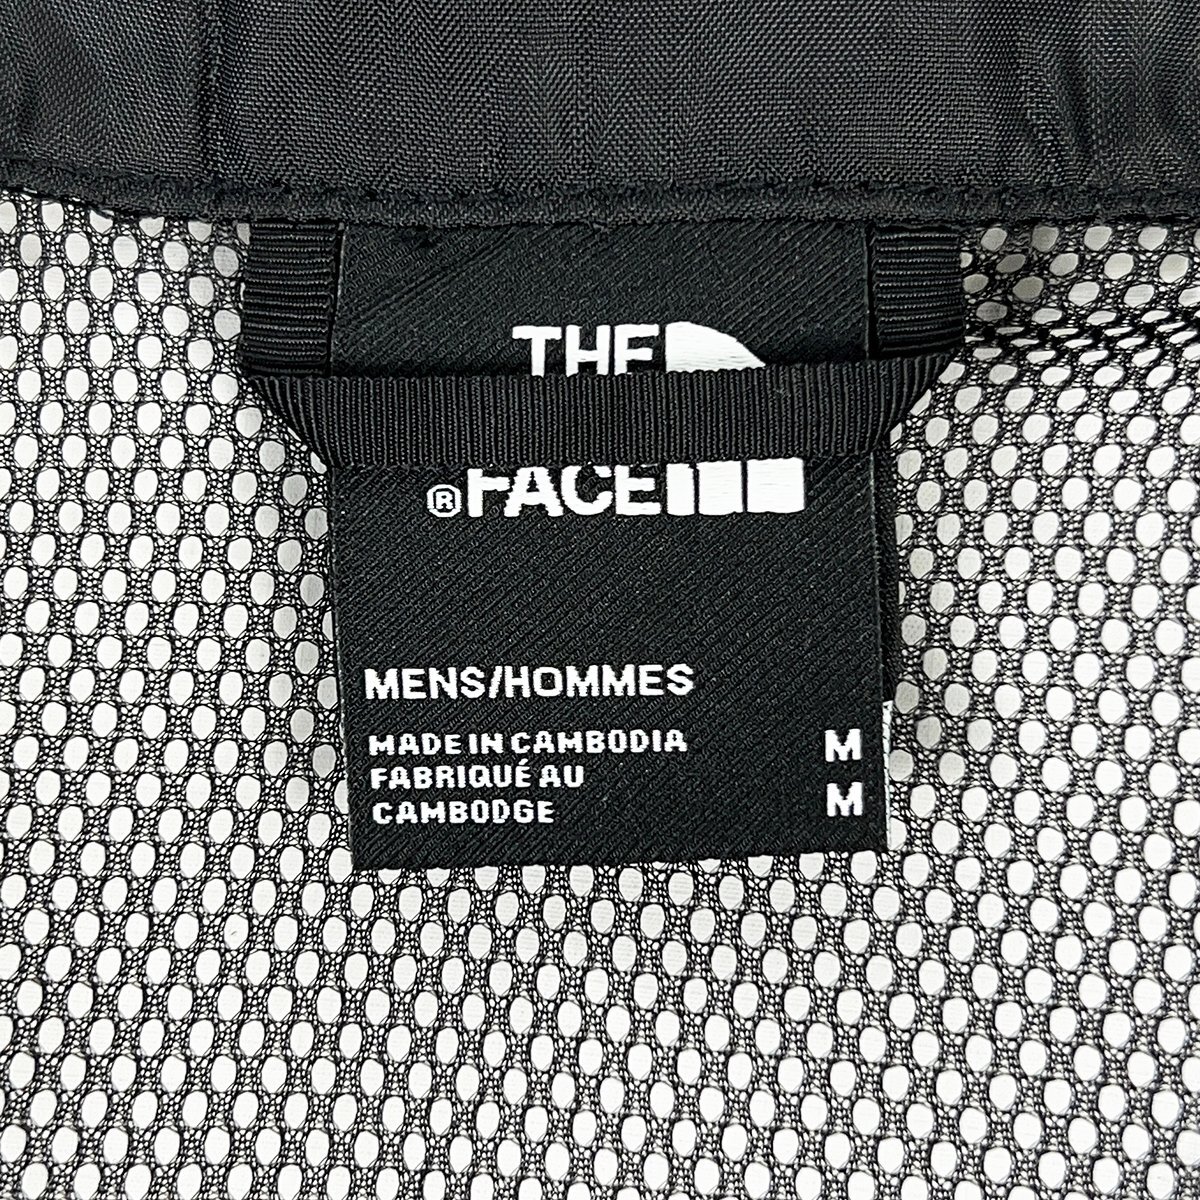 THE
® FACE
MENS/HOMMES
MADE IN CAMBODIA M
FABRIQUÉ AU
CAMBODGE M